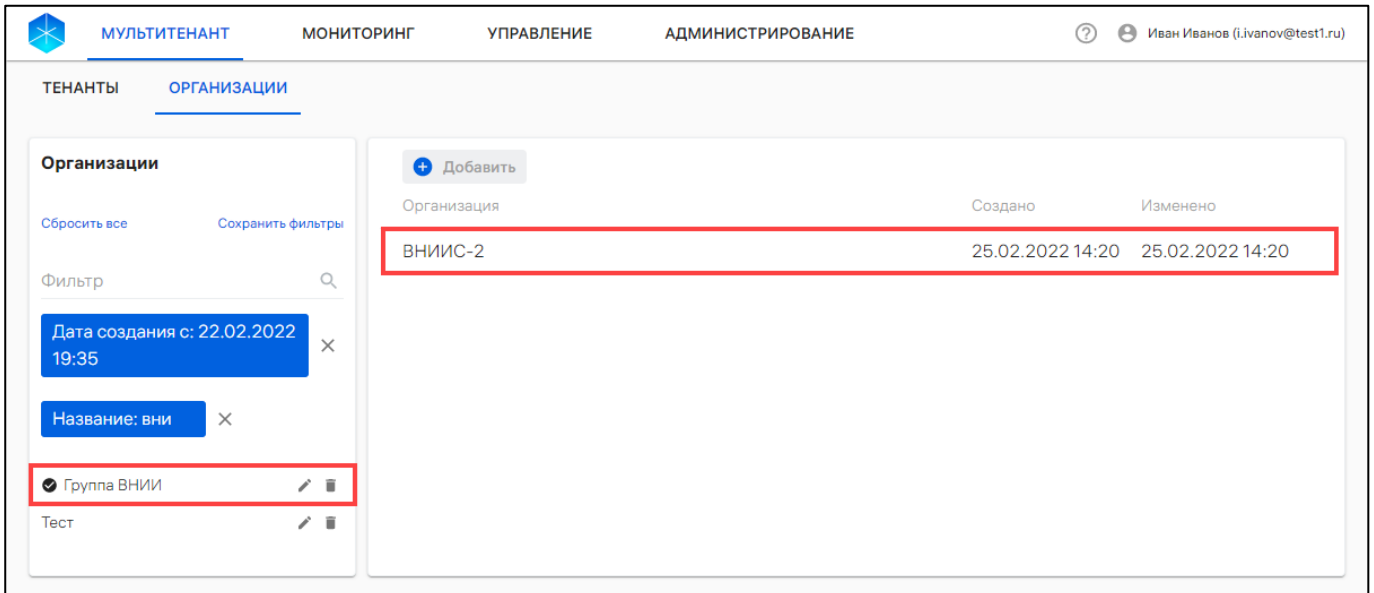 МУЛЬТИТЕНАНТ МОНИТОРИНГ УПРАВЛЕНИЕ АДМИНИСТРИРОВАНИЕ Иван Иванов (i.ivanov@test1.ru)
ТЕНАНТЫ ОРГАНИЗАЦИИ
Организации
Сбросить все Сохранить фильтры
Фильтр
Дата создания с: 22.02.2022
19:35
Название: вни
Группа ВНИИ
Тест
Добавить
Организация Создано Изменено
ВНИИС-2 25.02.2022 14:20 25.02.2022 14:20